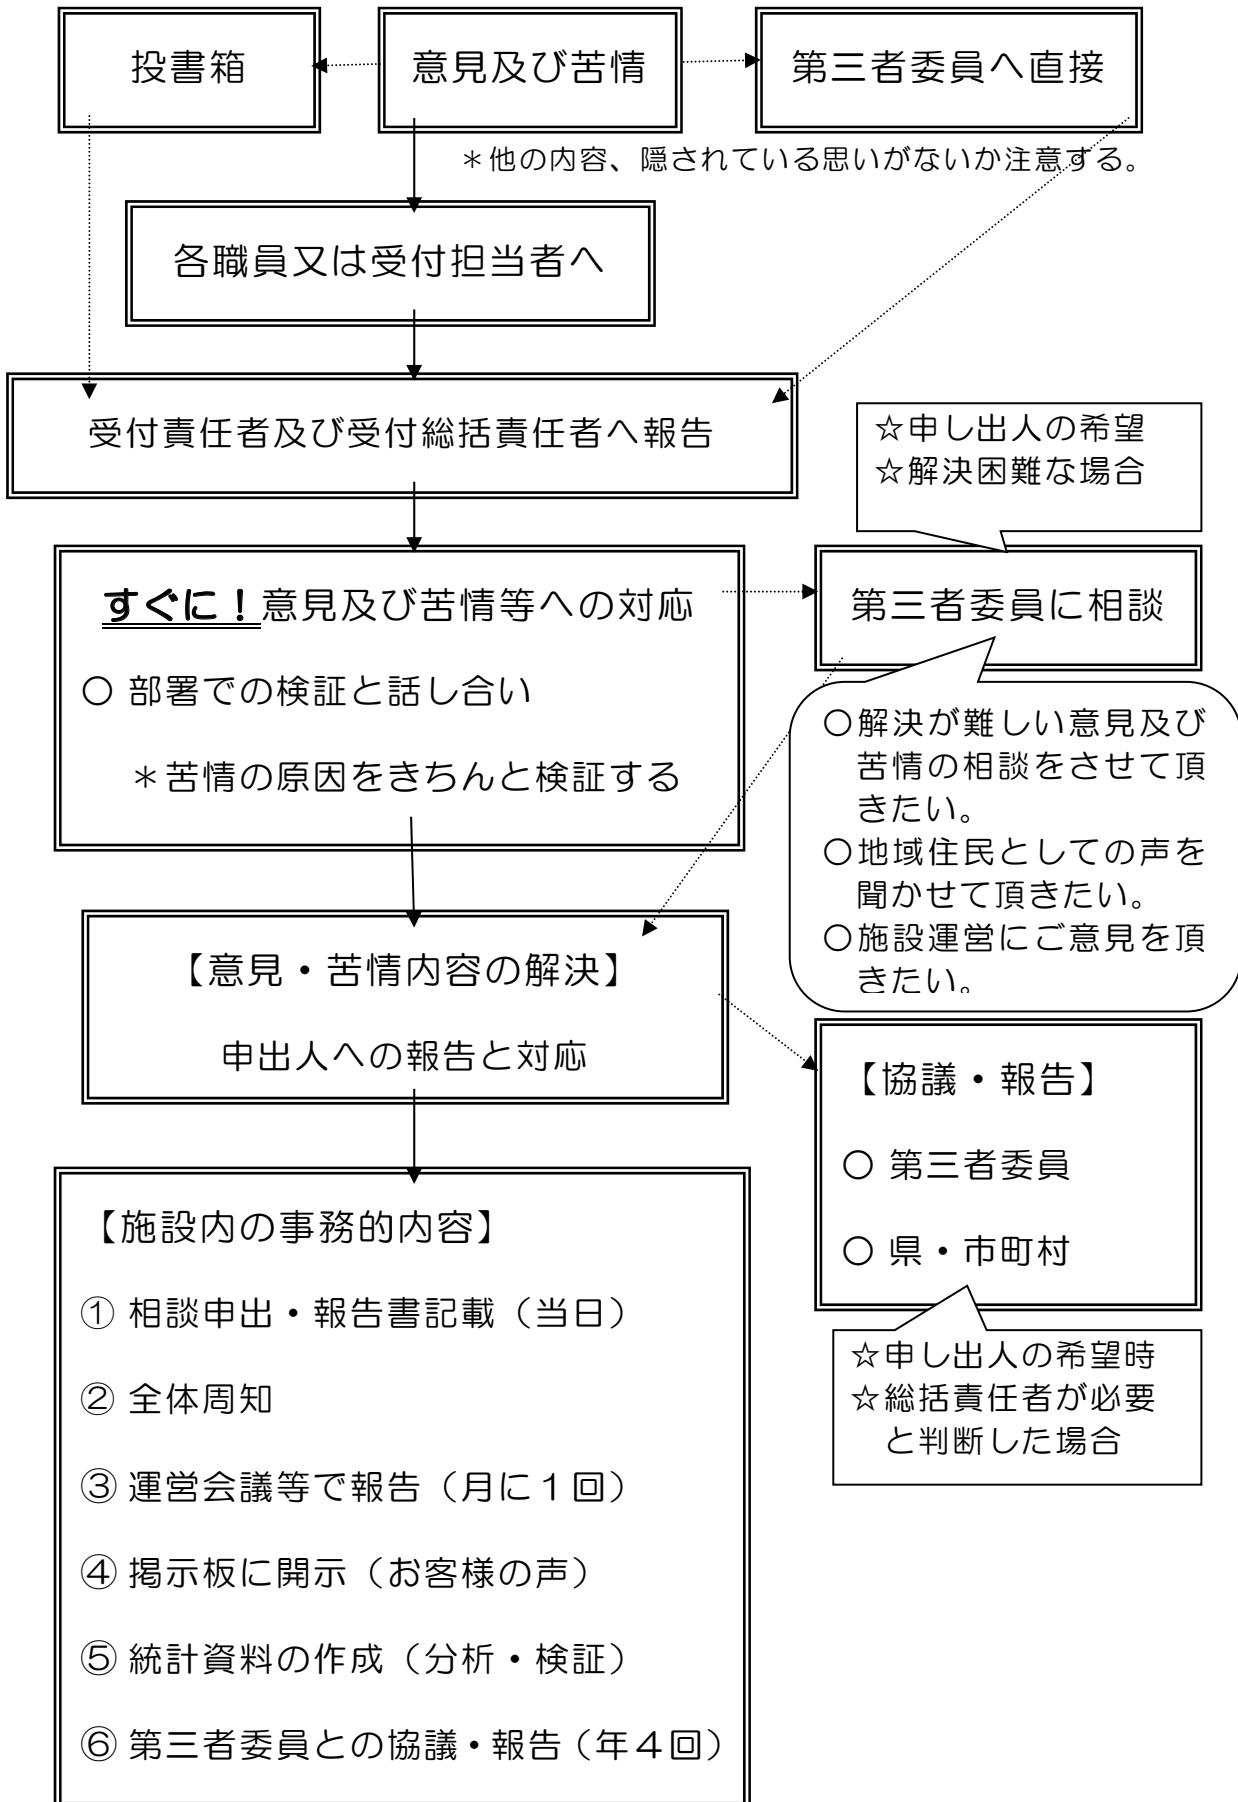 投書箱
意見及び苦情
第三者委員へ直接
＊他の内容、隠されている思いがないか注意する。
各職員又は受付担当者へ
受付責任者及び受付総括責任者へ報告
☆申し出人の希望
☆解決困難な場合
すぐに！意見及び苦情等への対応
○ 部署での検証と話し合い
＊苦情の原因をきちんと検証する
第三者委員に相談
○解決が難しい意見及び
苦情の相談をさせて頂
きたい。
○地域住民としての声を
聞かせて頂きたい。
○施設運営にご意見を頂
きたい。
【意見・苦情内容の解決】
申出人への報告と対応
【協議・報告】
○ 第三者委員
○ 県・市町村
☆申し出人の希望時
☆総括責任者が必要
と判断した場合
【施設内の事務的内容】
① 相談申出・報告書記載（当日）
② 全体周知
③ 運営会議等で報告（月に１回）
④ 掲示板に開示（お客様の声）
⑤ 統計資料の作成（分析・検証）
⑥ 第三者委員との協議・報告（年４回）